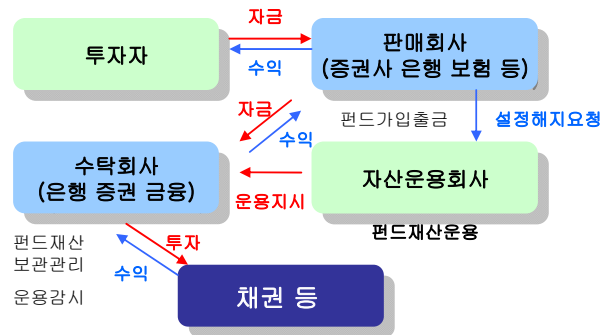 자금
투자자
판매회사
(증권사 은행 보험 등)
수익
자금
펀드가입출금
설정해지요청
수익
수탁회사
(은행 증권 금융)
자산운용회사
운용지시
펀드재산운용
펀드재산
보관관리
투자
수익
운용감시
채권 등